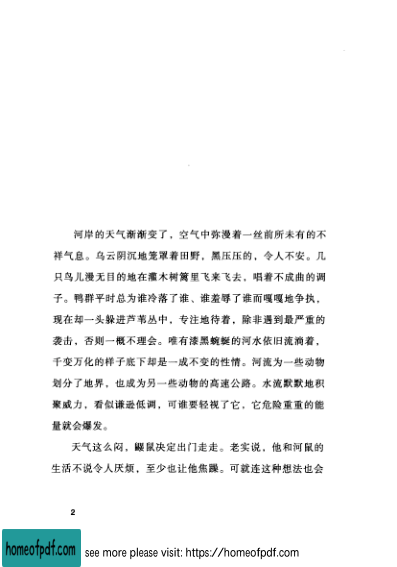 河岸的天气渐渐变了，空气中弥漫着一丝前所未有的不
祥气息。乌云阴沉地笼罩着田野，黑压压的，令人不安。几
只鸟儿漫无目的地在灌木树篱里飞来飞去，唱着不成曲的调
子。鸭群平时总为谁冷落了谁、谁羞辱了谁而嘎嘎地争执，
现在却一头躲进芦苇丛中，专注地待着，除非遇到最严重的
袭击，否则一概不理会。唯有漆黑蜿蜒的河水依旧流淌着，
千变万化的样子底下却是一成不变的性情。河流为一些动物
划分了地界，也成为另一些动物的高速公路。水流默默地积
聚威力，看似谦逊低调，可谁要轻视了它，它危险重重的能
量就会爆发。
天气这么闷，鼹鼠决定出门走走。老实说，他和河鼠的
生活不说令人厌烦，至少也让他焦躁。可就连这种想法也会
2
homeofpdf.com
see more please visit: https://homeofpdf.com